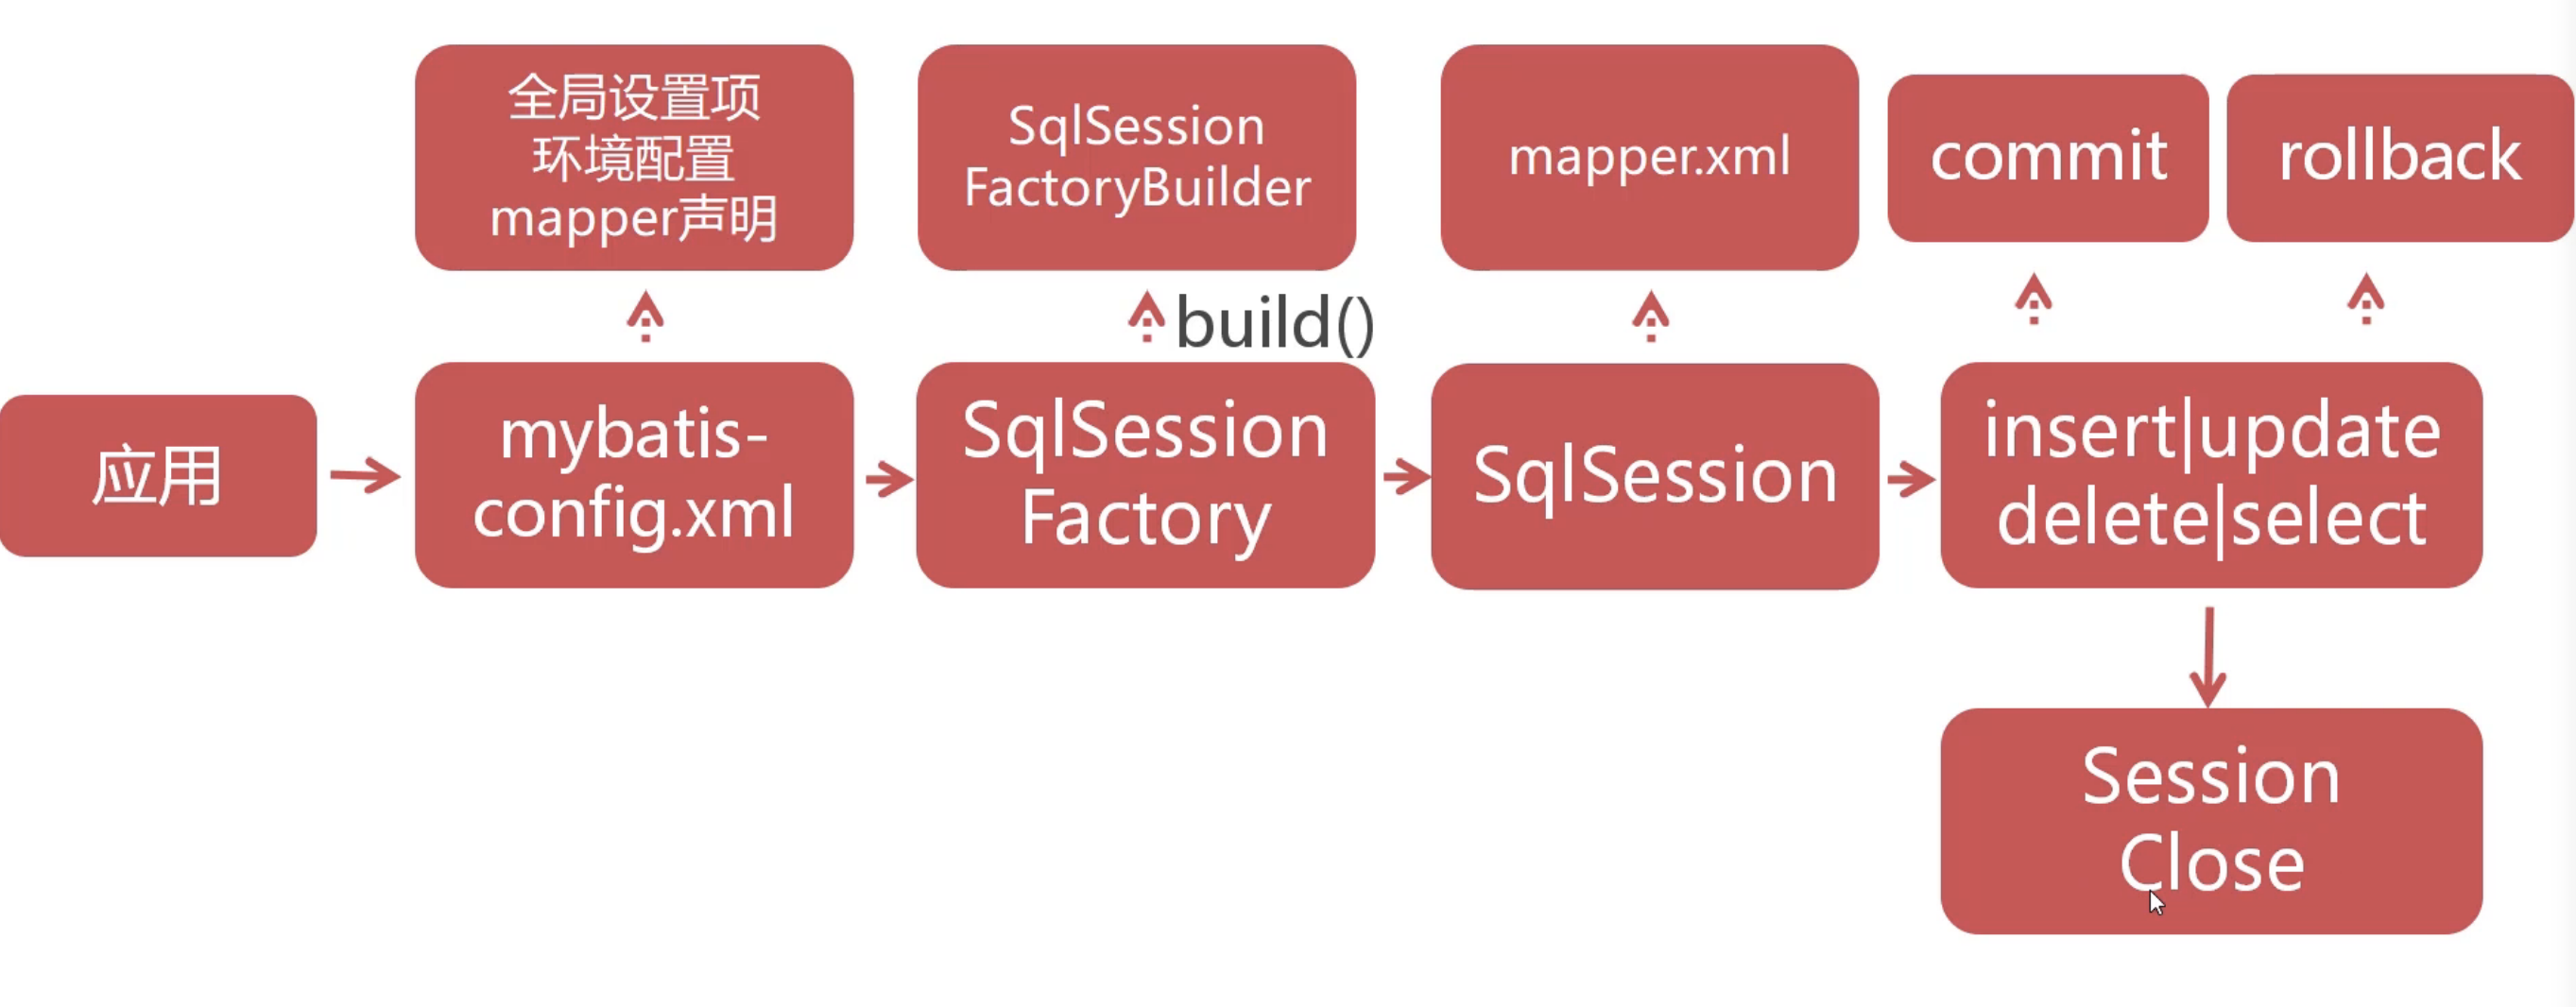 全局设置项
环境配置
mapper声明
SqlSession
FactoryBuilder
mapper.xml
commit
rollback
build()
应用
mybatis-
config.xml
SqlSession
Factory
SqlSession
insert|update
delete|select
Session
Close